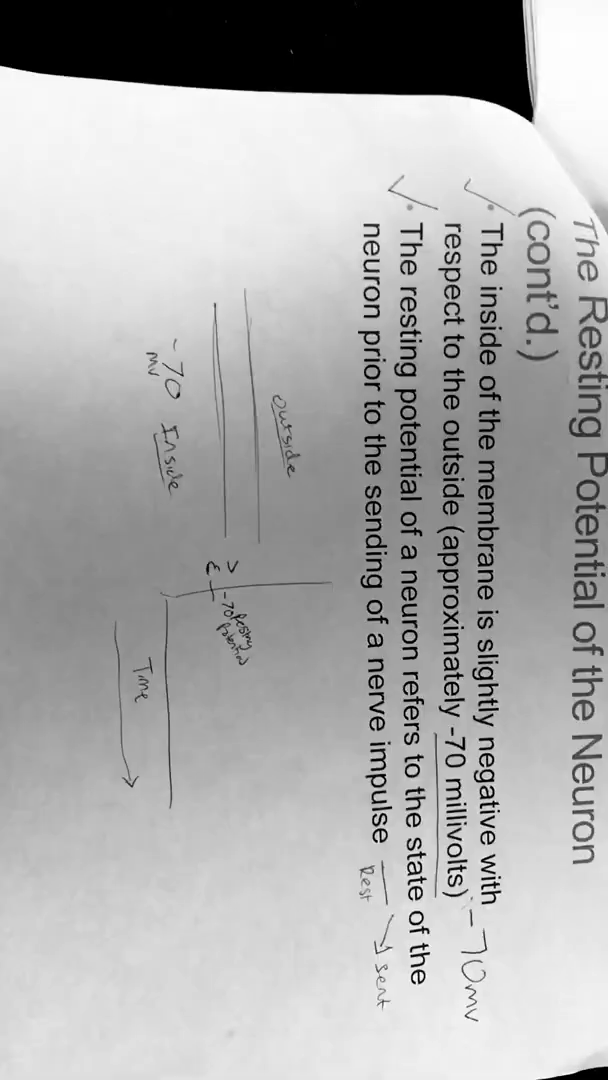 The Resting Potential of the Neuron
(cont'd.)
✓• The inside of the membrane is slightly negative with
respect to the outside (approximately -70 millivolts) -70mv
✓• The resting potential of a neuron refers to the state of the
neuron prior to the sending of a nerve impulse
Rest
sent
outside
-70 Inside
mv
-70 Resting
Potential
Time